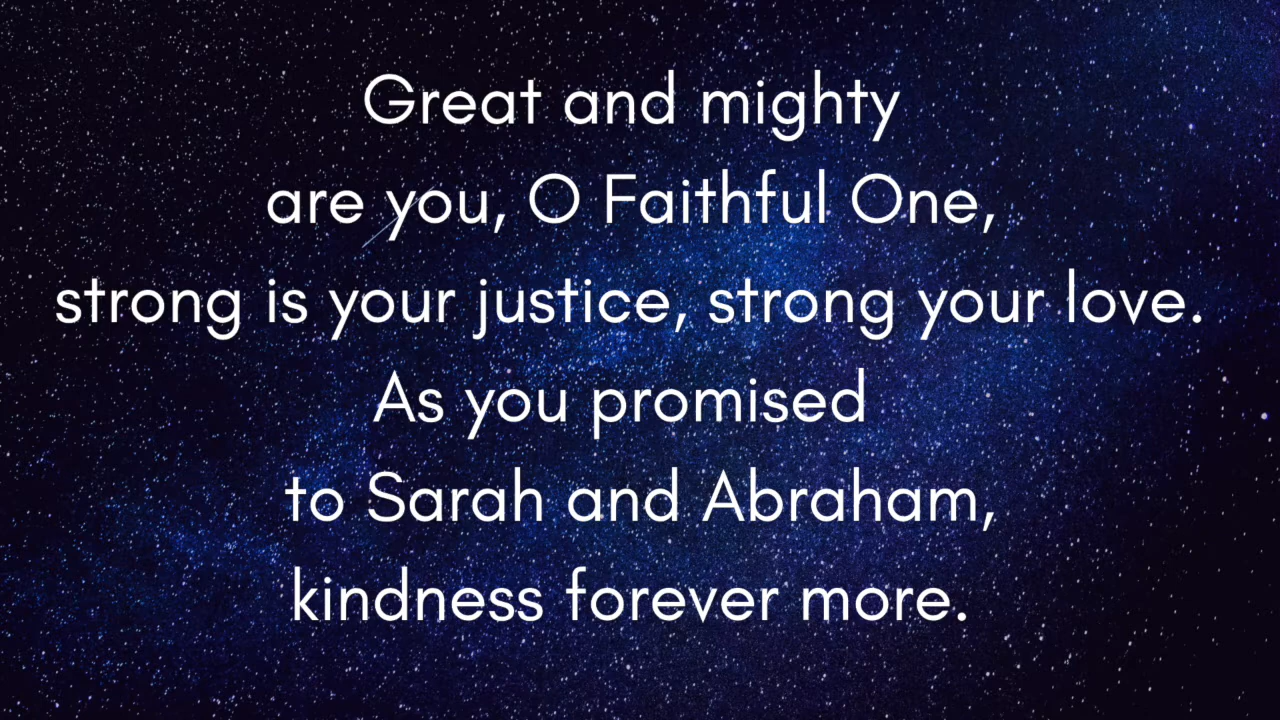 Great and mighty
are you, O Faithful One,
strong is your justice, strong your love.
As you promised
to Sarah and Abraham,
kindness forever more.